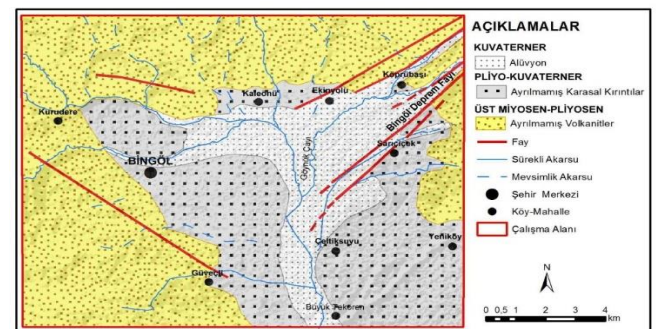 AÇIKLAMALAR
KUVATERNER
Alüvyon
PLİYO-KUVATERNER
Ayrılmamış Karasal Kırıntılar
ÜST MİYOSEN-PLİYOSEN
Ayrılmamış Volkanitler
Fay
Sürekli Akarsu
Mevsimlik Akarsu
Şehir Merkezi
Köy-Mahalle
Çalışma Alanı
N
0 0,5 1 2 3 4
km
Köprübaşı
Ekinyolu
Kaleönü
Kurudere
Bingöl Deprem Fayı
Sarıçiçek
Göynük Çayı
BİNGÖL
Çeltiksuyu
Yeniköy
Güveçli
Büyük Tekören